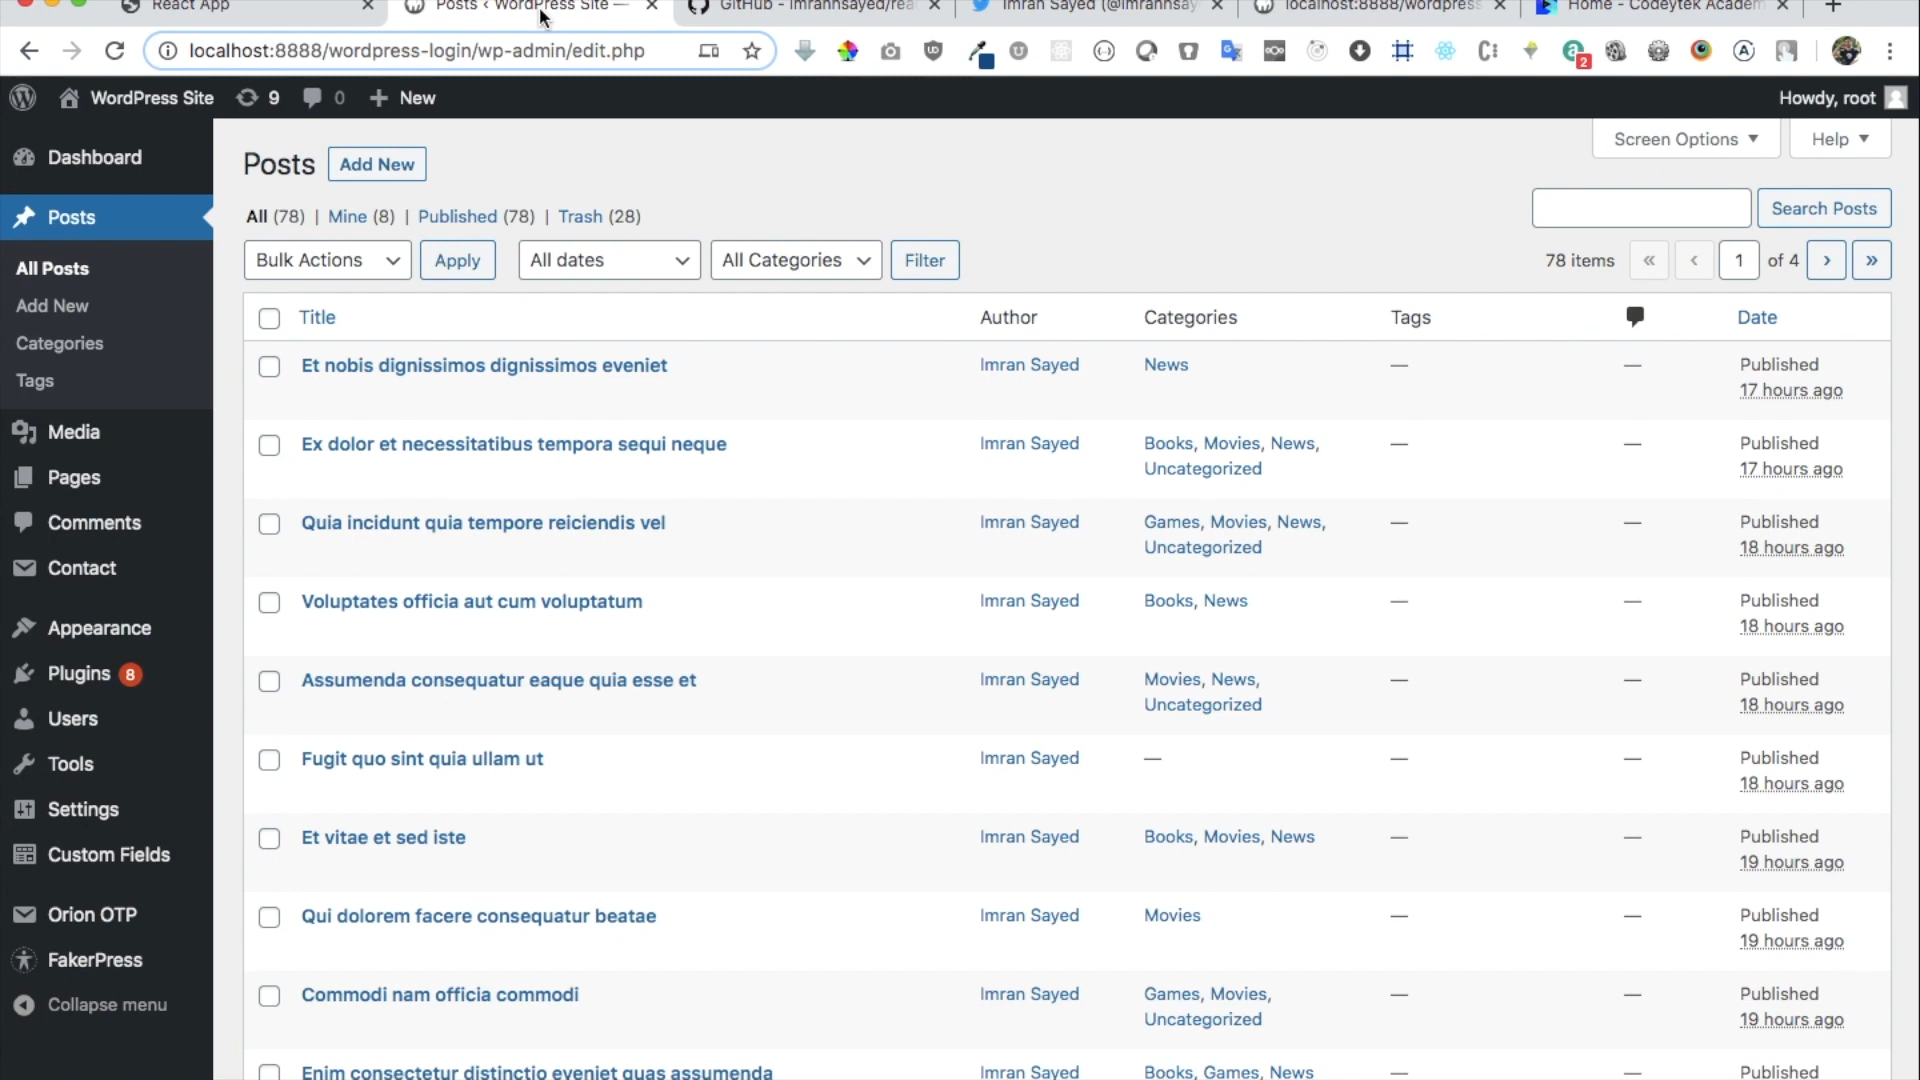 React App
Posts ‹ WordPress Site —
GitHub - imrannsayed/rea
Imran Sayed (@imrannsay
localhost:8888/wordpress
Home - Codeytek Academ
localhost:8888/wordpress-login/wp-admin/edit.php
2
WordPress Site 9 0 New
Howdy, root
Dashboard
Posts
All Posts
Add New
Categories
Tags
Media
Pages
Comments
Contact
Appearance
Plugins 8
Users
Tools
Settings
Custom Fields
Orion OTP
FakerPress
Collapse menu
Screen Options Help
Posts Add New
All (78) | Mine (8) | Published (78) | Trash (28)
Search Posts
Bulk Actions Apply All dates All Categories Filter
78 items « ‹ 1 of 4 › »
Title Author Categories Tags Date
Et nobis dignissimos dignissimos eveniet Imran Sayed News — — Published
17 hours ago
Ex dolor et necessitatibus tempora sequi neque Imran Sayed Books, Movies, News, — — Published
Uncategorized 17 hours ago
Quia incidunt quia tempore reiciendis vel Imran Sayed Games, Movies, News, — — Published
Uncategorized 18 hours ago
Voluptates officia aut cum voluptatum Imran Sayed Books, News — — Published
18 hours ago
Assumenda consequatur eaque quia esse et Imran Sayed Movies, News, — — Published
Uncategorized 18 hours ago
Fugit quo sint quia ullam ut Imran Sayed — — — Published
18 hours ago
Et vitae et sed iste Imran Sayed Books, Movies, News — — Published
19 hours ago
Qui dolorem facere consequatur beatae Imran Sayed Movies — — Published
19 hours ago
Commodi nam officia commodi Imran Sayed Games, Movies, — — Published
Uncategorized 19 hours ago
Enim consectetur distinctio eveniet quas assumenda Imran Sayed Books, Games, News — — Published